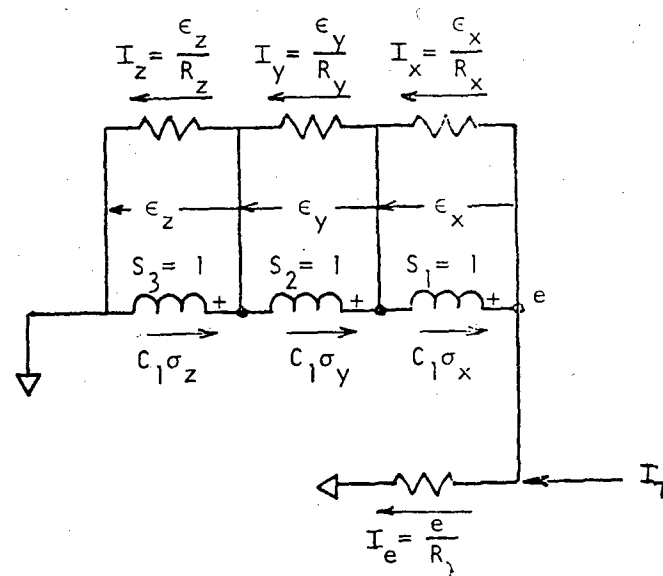 I_z = ϵ_z/R_z I_y = ϵ_y/R_y I_x = ϵ_x/R_x
ϵ_z ϵ_y ϵ_x
S_3 = 1 S_2 = 1 S_1 = 1
+ + + e
C_1σ_z C_1σ_y C_1σ_x
I_e = e/R